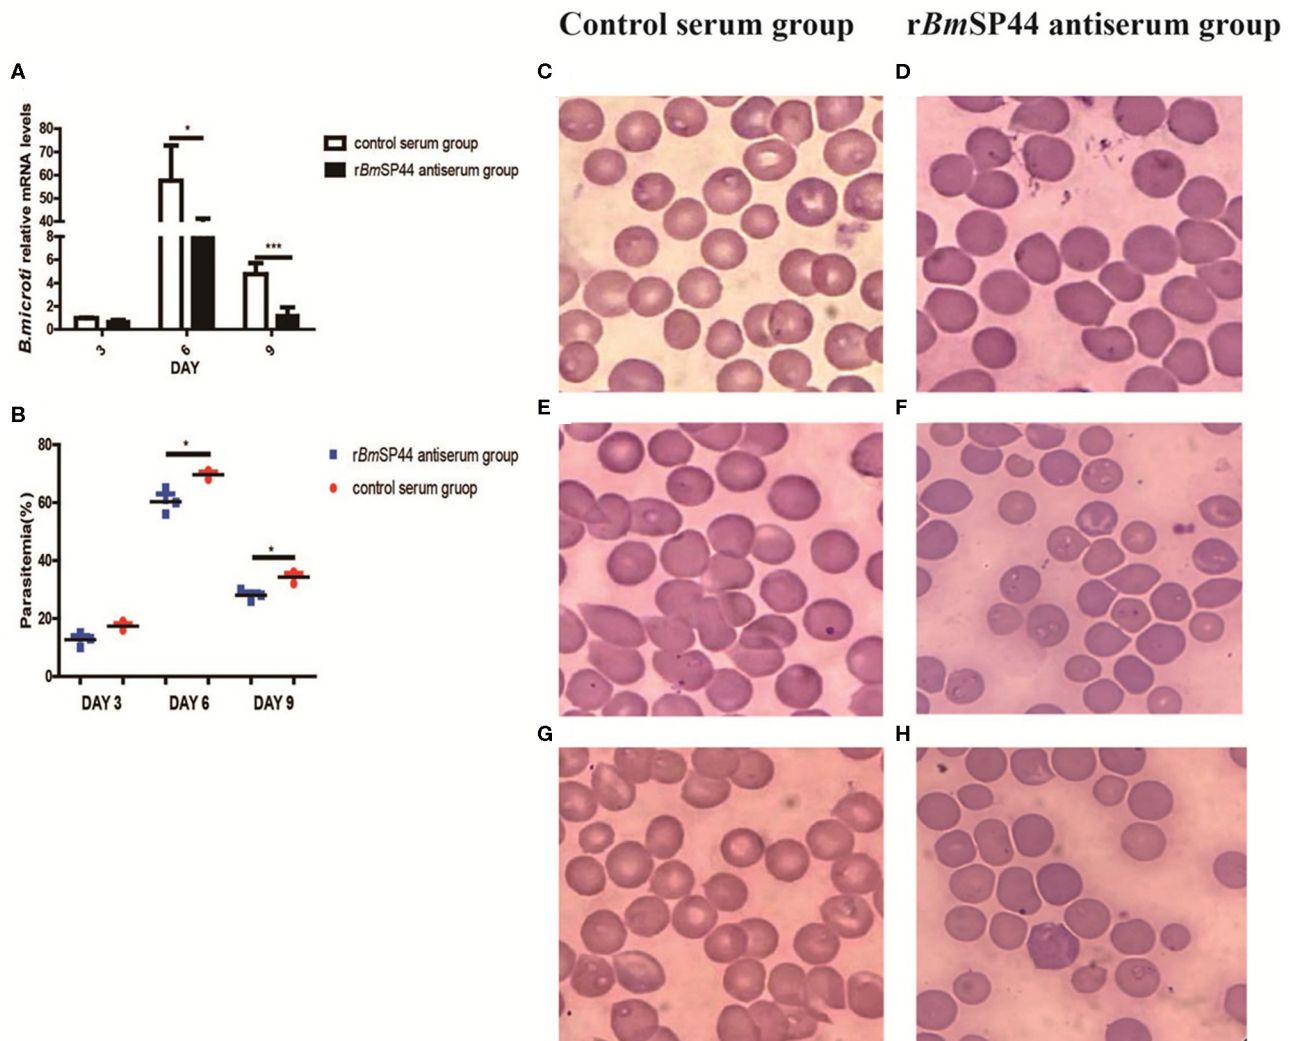 Control serum group
rBmSP44 antiserum group
A
B.microti relative mRNA levels
80
70
60
50
40
8
6
4
2
0
*
***
3
6
9
DAY
control serum group
rBmSP44 antiserum group
B
Parasitemia(%)
80
60
40
20
0
*
*
DAY 3
DAY 6
DAY 9
rBmSP44 antiserum group
control serum gruop
C
D
E
F
G
H